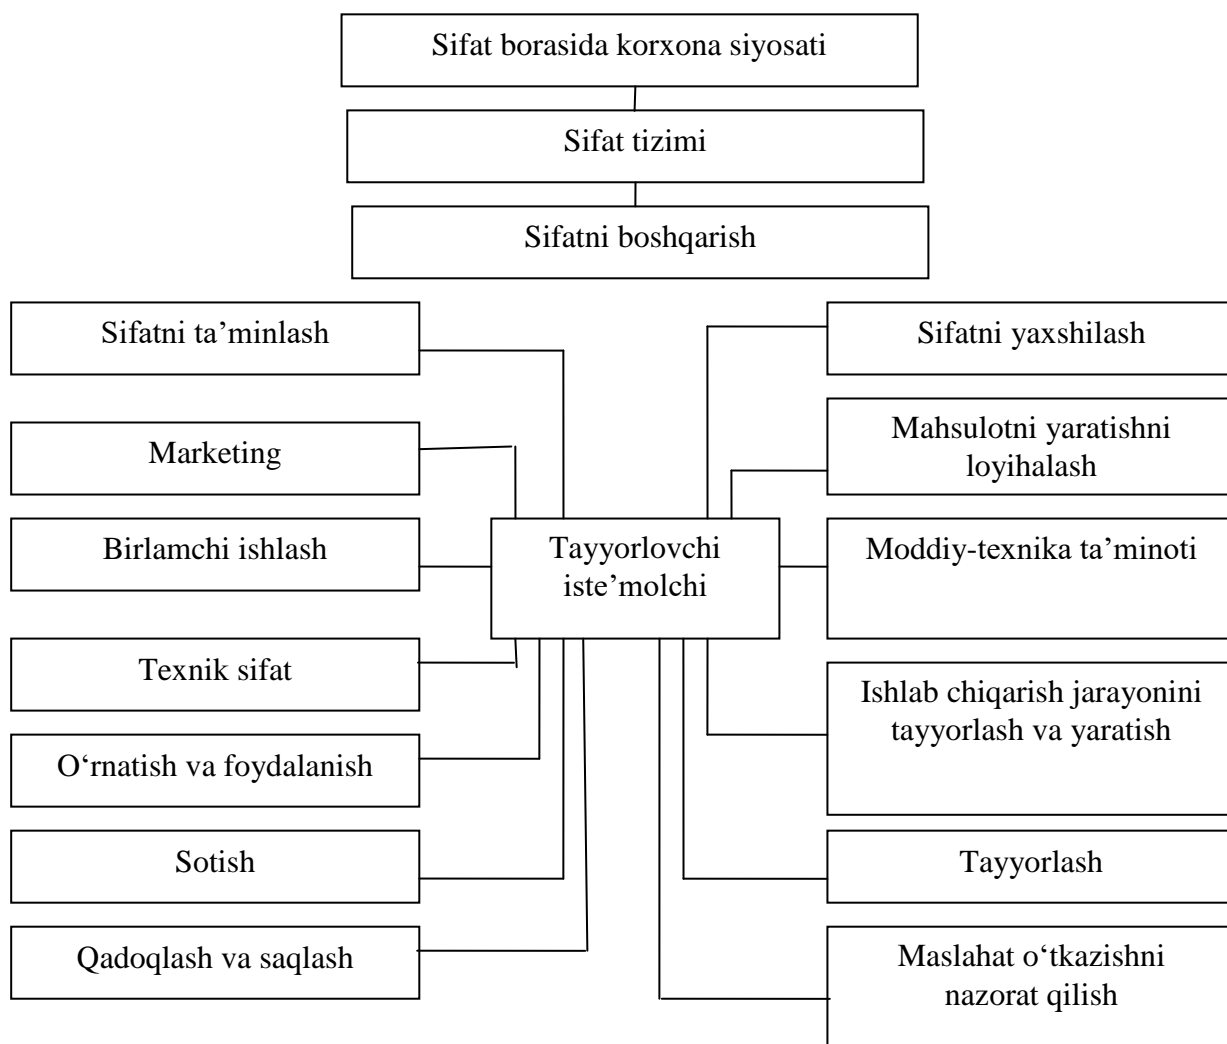 Sifat borasida korxona siyosati
Sifat tizimi
Sifatni boshqarish
Sifatni ta’minlash
Sifatni yaxshilash
Marketing
Mahsulotni yaratishni
loyihalash
Birlamchi ishlash
Tayyorlovchi
iste’molchi
Moddiy-texnika ta’minoti
Texnik sifat
Ishlab chiqarish jarayonini
tayyorlash va yaratish
O‘rnatish va foydalanish
Sotish
Tayyorlash
Qadoqlash va saqlash
Maslahat o‘tkazishni
nazorat qilish